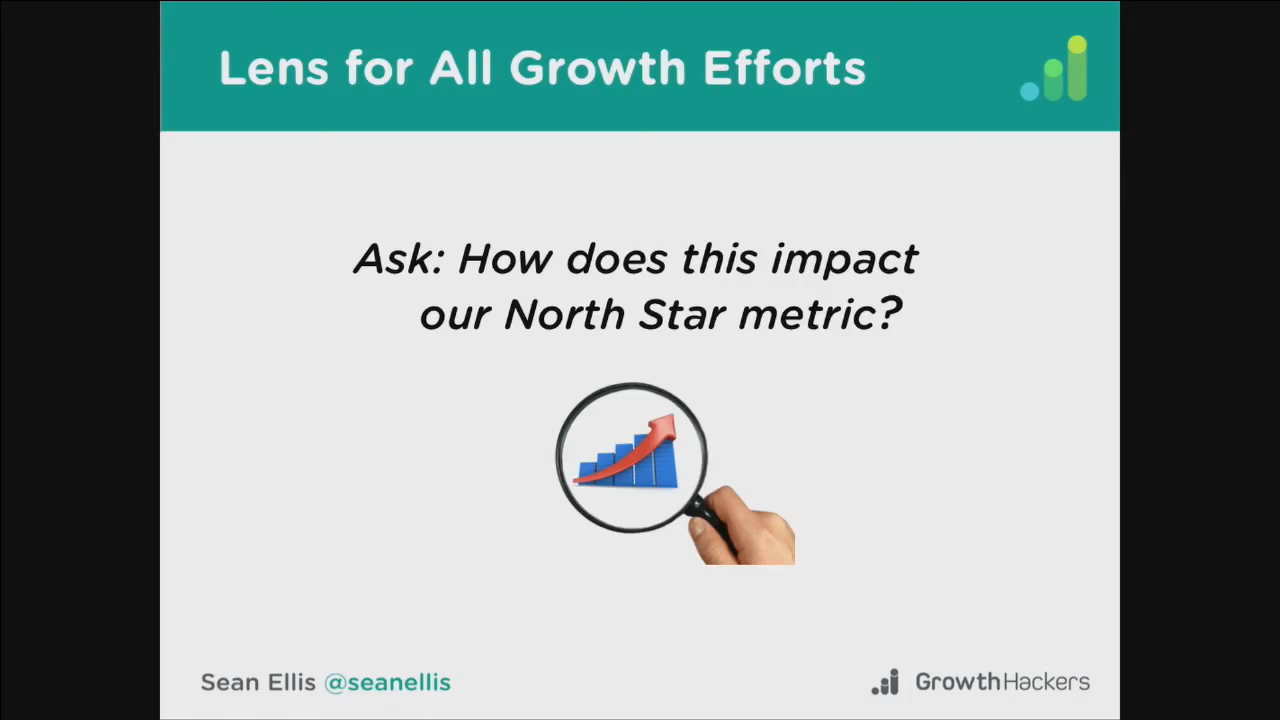 Lens for All Growth Efforts
Ask: How does this impact
our North Star metric?
Sean Ellis @seanellis
GrowthHackers